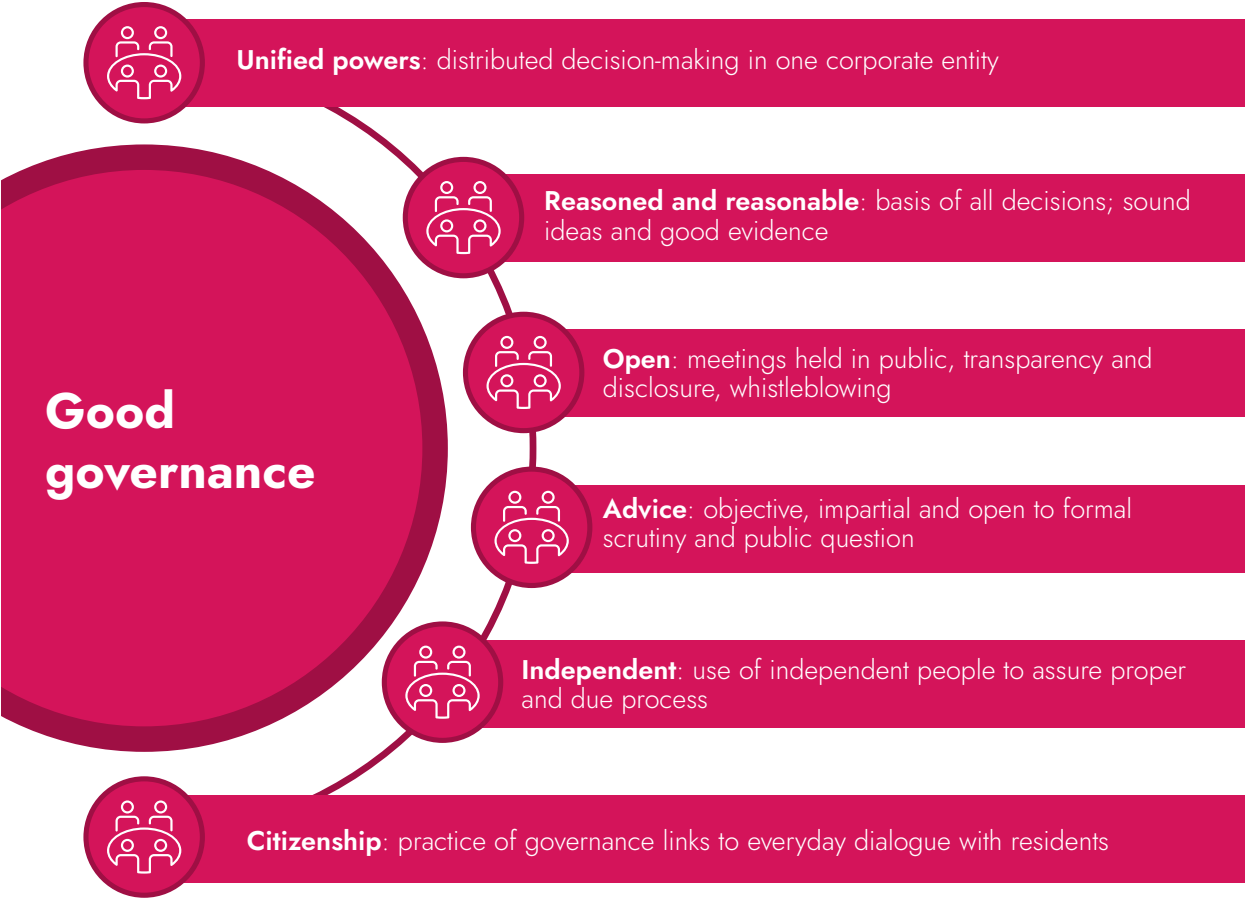 Unified powers: distributed decision-making in one corporate entity
Reasoned and reasonable: basis of all decisions; sound
ideas and good evidence
Open: meetings held in public, transparency and
disclosure, whistleblowing
Good
governance
Advice: objective, impartial and open to formal
scrutiny and public question
Independent: use of independent people to assure proper
and due process
Citizenship: practice of governance links to everyday dialogue with residents